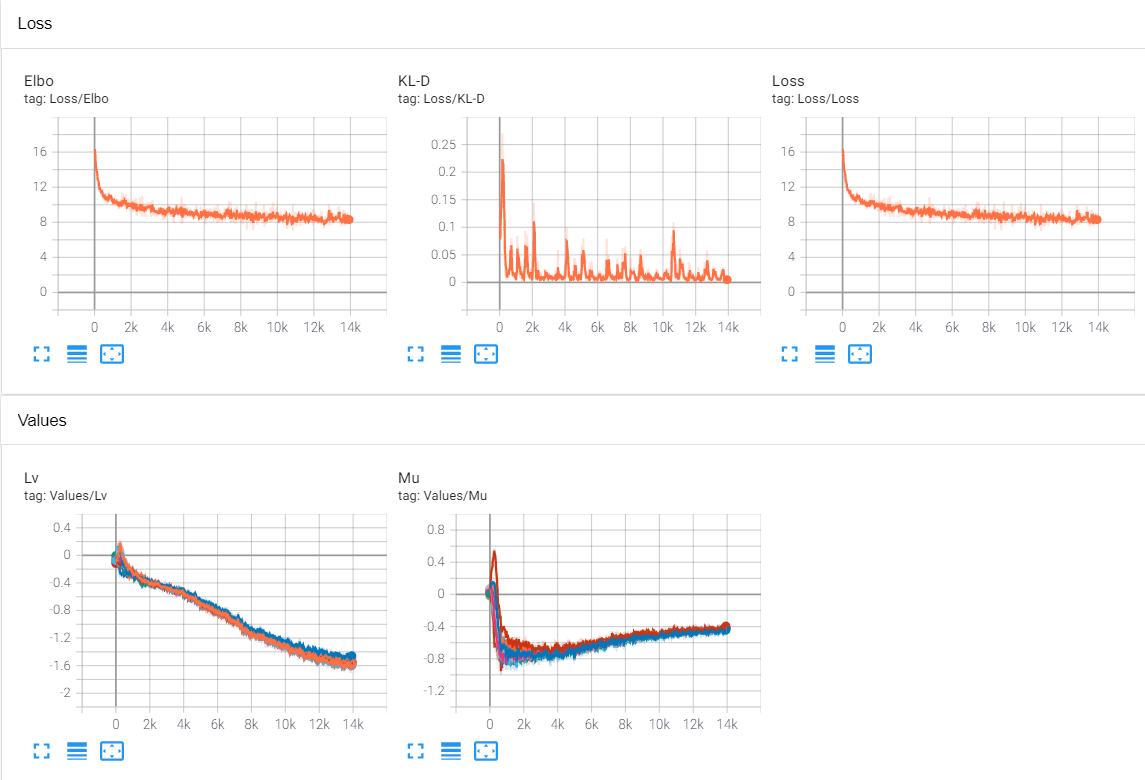 Loss
Elbo
tag: Loss/Elbo
16
12
8
4
0
0 2k 4k 6k 8k 10k 12k 14k
KL-D
tag: Loss/KL-D
0.25
0.2
0.15
0.1
0.05
0
0 2k 4k 6k 8k 10k 12k 14k
Loss
tag: Loss/Loss
16
12
8
4
0
0 2k 4k 6k 8k 10k 12k 14k
Values
Lv
tag: Values/Lv
0.4
0
-0.4
-0.8
-1.2
-1.6
-2
0 2k 4k 6k 8k 10k 12k 14k
Mu
tag: Values/Mu
0.8
0.4
0
-0.4
-0.8
-1.2
0 2k 4k 6k 8k 10k 12k 14k